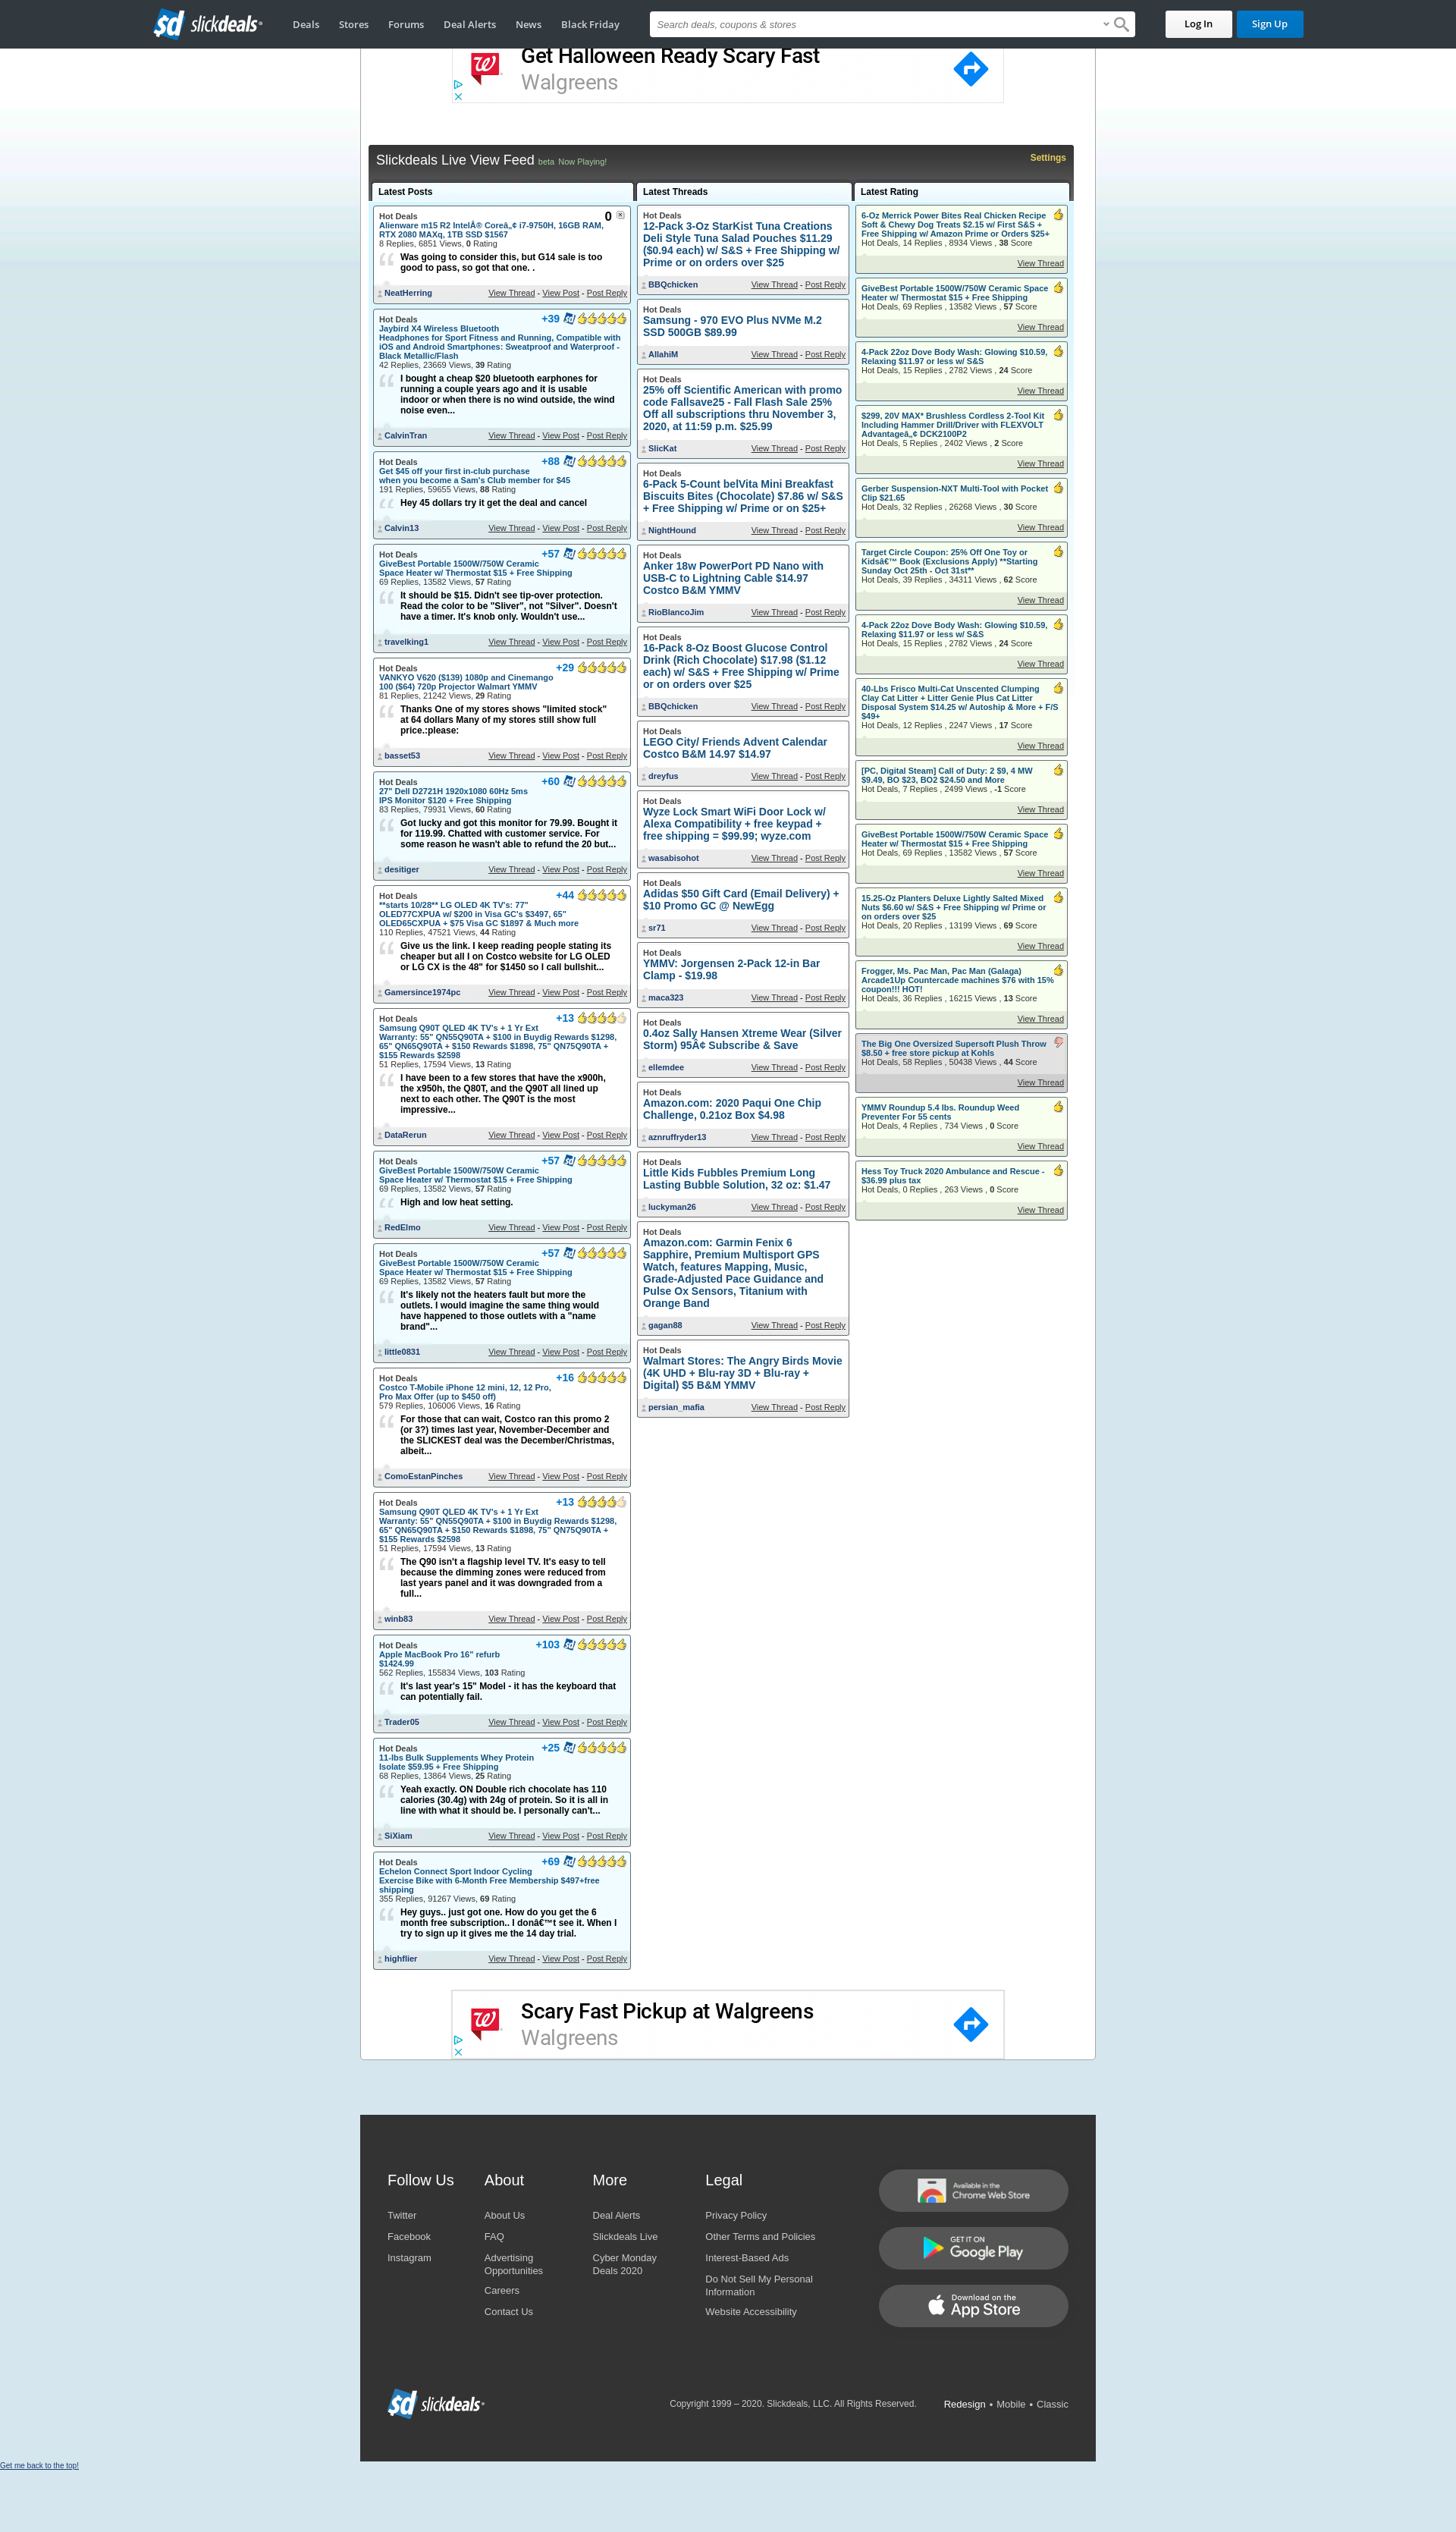 slickdeals
Deals Stores Forums Deal Alerts News Black Friday
Search deals, coupons & stores
Log In
Sign Up
Get Halloween Ready Scary Fast
Walgreens
Slickdeals Live View Feed beta Now Playing!
Settings
Latest Posts
Hot Deals
0
Alienware m15 R2 IntelÂ® Coreâ„¢ i7-9750H, 16GB RAM,
RTX 2080 MAXq, 1TB SSD $1567
8 Replies, 6851 Views, 0 Rating
Was going to consider this, but G14 sale is too
good to pass, so got that one. .
NeatHerring View Thread - View Post - Post Reply
Hot Deals
+39
Jaybird X4 Wireless Bluetooth
Headphones for Sport Fitness and Running, Compatible with
iOS and Android Smartphones: Sweatproof and Waterproof -
Black Metallic/Flash
42 Replies, 23669 Views, 39 Rating
I bought a cheap $20 bluetooth earphones for
running a couple years ago and it is usable
indoor or when there is no wind outside, the wind
noise even...
CalvinTran View Thread - View Post - Post Reply
Hot Deals
+88
Get $45 off your first in-club purchase
when you become a Sam's Club member for $45
191 Replies, 59655 Views, 88 Rating
Hey 45 dollars try it get the deal and cancel
Calvin13 View Thread - View Post - Post Reply
Hot Deals
+57
GiveBest Portable 1500W/750W Ceramic
Space Heater w/ Thermostat $15 + Free Shipping
69 Replies, 13582 Views, 57 Rating
It should be $15. Didn't see tip-over protection.
Read the color to be "Sliver", not "Silver". Doesn't
have a timer. It's knob only. Wouldn't use...
travelking1 View Thread - View Post - Post Reply
Hot Deals
+29
VANKYO V620 ($139) 1080p and Cinemango
100 ($64) 720p Projector Walmart YMMV
81 Replies, 21242 Views, 29 Rating
Thanks One of my stores shows "limited stock"
at 64 dollars Many of my stores still show full
price.:please:
basset53 View Thread - View Post - Post Reply
Hot Deals
+60
27" Dell D2721H 1920x1080 60Hz 5ms
IPS Monitor $120 + Free Shipping
83 Replies, 79931 Views, 60 Rating
Got lucky and got this monitor for 79.99. Bought it
for 119.99. Chatted with customer service. For
some reason he wasn't able to refund the 20 but...
desitiger View Thread - View Post - Post Reply
Hot Deals
+44
**starts 10/28** LG OLED 4K TV's: 77"
OLED77CXPUA w/ $200 in Visa GC's $3497, 65"
OLED65CXPUA + $75 Visa GC $1897 & Much more
110 Replies, 47521 Views, 44 Rating
Give us the link. I keep reading people stating its
cheaper but all I on Costco website for LG OLED
or LG CX is the 48" for $1450 so I call bullshit...
Gamersince1974pc View Thread - View Post - Post Reply
Hot Deals
+13
Samsung Q90T QLED 4K TV's + 1 Yr Ext
Warranty: 55" QN55Q90TA + $100 in Buydig Rewards $1298,
65" QN65Q90TA + $150 Rewards $1898, 75" QN75Q90TA +
$155 Rewards $2598
51 Replies, 17594 Views, 13 Rating
I have been to a few stores that have the x900h,
the x950h, the Q80T, and the Q90T all lined up
next to each other. The Q90T is the most
impressive...
DataRerun View Thread - View Post - Post Reply
Hot Deals
+57
GiveBest Portable 1500W/750W Ceramic
Space Heater w/ Thermostat $15 + Free Shipping
69 Replies, 13582 Views, 57 Rating
High and low heat setting.
RedElmo View Thread - View Post - Post Reply
Hot Deals
+57
GiveBest Portable 1500W/750W Ceramic
Space Heater w/ Thermostat $15 + Free Shipping
69 Replies, 13582 Views, 57 Rating
It's likely not the heaters fault but more the
outlets. I would imagine the same thing would
have happened to those outlets with a "name
brand"...
little0831 View Thread - View Post - Post Reply
Hot Deals
+16
Costco T-Mobile iPhone 12 mini, 12, 12 Pro,
Pro Max Offer (up to $450 off)
579 Replies, 106006 Views, 16 Rating
For those that can wait, Costco ran this promo 2
(or 3?) times last year, November-December and
the SLICKEST deal was the December/Christmas,
albeit...
ComoEstanPinches View Thread - View Post - Post Reply
Hot Deals
+13
Samsung Q90T QLED 4K TV's + 1 Yr Ext
Warranty: 55" QN55Q90TA + $100 in Buydig Rewards $1298,
65" QN65Q90TA + $150 Rewards $1898, 75" QN75Q90TA +
$155 Rewards $2598
51 Replies, 17594 Views, 13 Rating
The Q90 isn't a flagship level TV. It's easy to tell
because the dimming zones were reduced from
last years panel and it was downgraded from a
full...
winb83 View Thread - View Post - Post Reply
Hot Deals
+103
Apple MacBook Pro 16" refurb
$1424.99
562 Replies, 155834 Views, 103 Rating
It's last year's 15" Model - it has the keyboard that
can potentially fail.
Trader05 View Thread - View Post - Post Reply
Hot Deals
+25
11-lbs Bulk Supplements Whey Protein
Isolate $59.95 + Free Shipping
68 Replies, 13864 Views, 25 Rating
Yeah exactly. ON Double rich chocolate has 110
calories (30.4g) with 24g of protein. So it is all in
line with what it should be. I personally can't...
SiXiam View Thread - View Post - Post Reply
Hot Deals
+69
Echelon Connect Sport Indoor Cycling
Exercise Bike with 6-Month Free Membership $497+free
shipping
355 Replies, 91267 Views, 69 Rating
Hey guys.. just got one. How do you get the 6
month free subscription.. I donâ€™t see it. When I
try to sign up it gives me the 14 day trial.
highflier View Thread - View Post - Post Reply
Latest Threads
Hot Deals
12-Pack 3-Oz StarKist Tuna Creations
Deli Style Tuna Salad Pouches $11.29
($0.94 each) w/ S&S + Free Shipping w/
Prime or on orders over $25
BBQchicken View Thread - Post Reply
Hot Deals
Samsung - 970 EVO Plus NVMe M.2
SSD 500GB $89.99
AllahiM View Thread - Post Reply
Hot Deals
25% off Scientific American with promo
code Fallsave25 - Fall Flash Sale 25%
Off all subscriptions thru November 3,
2020, at 11:59 p.m. $25.99
SlicKat View Thread - Post Reply
Hot Deals
6-Pack 5-Count belVita Mini Breakfast
Biscuits Bites (Chocolate) $7.86 w/ S&S
+ Free Shipping w/ Prime or on $25+
NightHound View Thread - Post Reply
Hot Deals
Anker 18w PowerPort PD Nano with
USB-C to Lightning Cable $14.97
Costco B&M YMMV
RioBlancoJim View Thread - Post Reply
Hot Deals
16-Pack 8-Oz Boost Glucose Control
Drink (Rich Chocolate) $17.98 ($1.12
each) w/ S&S + Free Shipping w/ Prime
or on orders over $25
BBQchicken View Thread - Post Reply
Hot Deals
LEGO City/ Friends Advent Calendar
Costco B&M 14.97 $14.97
dreyfus View Thread - Post Reply
Hot Deals
Wyze Lock Smart WiFi Door Lock w/
Alexa Compatibility + free keypad +
free shipping = $99.99; wyze.com
wasabisohot View Thread - Post Reply
Hot Deals
Adidas $50 Gift Card (Email Delivery) +
$10 Promo GC @ NewEgg
sr71 View Thread - Post Reply
Hot Deals
YMMV: Jorgensen 2-Pack 12-in Bar
Clamp - $19.98
maca323 View Thread - Post Reply
Hot Deals
0.4oz Sally Hansen Xtreme Wear (Silver
Storm) 95Â¢ Subscribe & Save
ellemdee View Thread - Post Reply
Hot Deals
Amazon.com: 2020 Paqui One Chip
Challenge, 0.21oz Box $4.98
aznruffryder13 View Thread - Post Reply
Hot Deals
Little Kids Fubbles Premium Long
Lasting Bubble Solution, 32 oz: $1.47
luckyman26 View Thread - Post Reply
Hot Deals
Amazon.com: Garmin Fenix 6
Sapphire, Premium Multisport GPS
Watch, features Mapping, Music,
Grade-Adjusted Pace Guidance and
Pulse Ox Sensors, Titanium with
Orange Band
gagan88 View Thread - Post Reply
Hot Deals
Walmart Stores: The Angry Birds Movie
(4K UHD + Blu-ray 3D + Blu-ray +
Digital) $5 B&M YMMV
persian_mafia View Thread - Post Reply
Latest Rating
6-Oz Merrick Power Bites Real Chicken Recipe
Soft & Chewy Dog Treats $2.15 w/ First S&S +
Free Shipping w/ Amazon Prime or Orders $25+
Hot Deals, 14 Replies , 8934 Views , 38 Score
View Thread
GiveBest Portable 1500W/750W Ceramic Space
Heater w/ Thermostat $15 + Free Shipping
Hot Deals, 69 Replies , 13582 Views , 57 Score
View Thread
4-Pack 22oz Dove Body Wash: Glowing $10.59,
Relaxing $11.97 or less w/ S&S
Hot Deals, 15 Replies , 2782 Views , 24 Score
View Thread
$299, 20V MAX* Brushless Cordless 2-Tool Kit
Including Hammer Drill/Driver with FLEXVOLT
Advantageâ„¢ DCK2100P2
Hot Deals, 5 Replies , 2402 Views , 2 Score
View Thread
Gerber Suspension-NXT Multi-Tool with Pocket
Clip $21.65
Hot Deals, 32 Replies , 26268 Views , 30 Score
View Thread
Target Circle Coupon: 25% Off One Toy or
Kidsâ€™ Book (Exclusions Apply) **Starting
Sunday Oct 25th - Oct 31st**
Hot Deals, 39 Replies , 34311 Views , 62 Score
View Thread
4-Pack 22oz Dove Body Wash: Glowing $10.59,
Relaxing $11.97 or less w/ S&S
Hot Deals, 15 Replies , 2782 Views , 24 Score
View Thread
40-Lbs Frisco Multi-Cat Unscented Clumping
Clay Cat Litter + Litter Genie Plus Cat Litter
Disposal System $14.25 w/ Autoship & More + F/S
$49+
Hot Deals, 12 Replies , 2247 Views , 17 Score
View Thread
[PC, Digital Steam] Call of Duty: 2 $9, 4 MW
$9.49, BO $23, BO2 $24.50 and More
Hot Deals, 7 Replies , 2499 Views , -1 Score
View Thread
GiveBest Portable 1500W/750W Ceramic Space
Heater w/ Thermostat $15 + Free Shipping
Hot Deals, 69 Replies , 13582 Views , 57 Score
View Thread
15.25-Oz Planters Deluxe Lightly Salted Mixed
Nuts $6.60 w/ S&S + Free Shipping w/ Prime or
on orders over $25
Hot Deals, 20 Replies , 13199 Views , 69 Score
View Thread
Frogger, Ms. Pac Man, Pac Man (Galaga)
Arcade1Up Countercade machines $76 with 15%
coupon!!! HOT!
Hot Deals, 36 Replies , 16215 Views , 13 Score
View Thread
The Big One Oversized Supersoft Plush Throw
$8.50 + free store pickup at Kohls
Hot Deals, 58 Replies , 50438 Views , 44 Score
View Thread
YMMV Roundup 5.4 lbs. Roundup Weed
Preventer For 55 cents
Hot Deals, 4 Replies , 734 Views , 0 Score
View Thread
Hess Toy Truck 2020 Ambulance and Rescue -
$36.99 plus tax
Hot Deals, 0 Replies , 263 Views , 0 Score
View Thread
Scary Fast Pickup at Walgreens
Walgreens
Follow Us
Twitter
Facebook
Instagram
About
About Us
FAQ
Advertising
Opportunities
Careers
Contact Us
More
Deal Alerts
Slickdeals Live
Cyber Monday
Deals 2020
Legal
Privacy Policy
Other Terms and Policies
Interest-Based Ads
Do Not Sell My Personal
Information
Website Accessibility
Available in the
Chrome Web Store
GET IT ON
Google Play
Download on the
App Store
slickdeals
Copyright 1999 – 2020. Slickdeals, LLC. All Rights Reserved.
Redesign • Mobile • Classic
Get me back to the top!